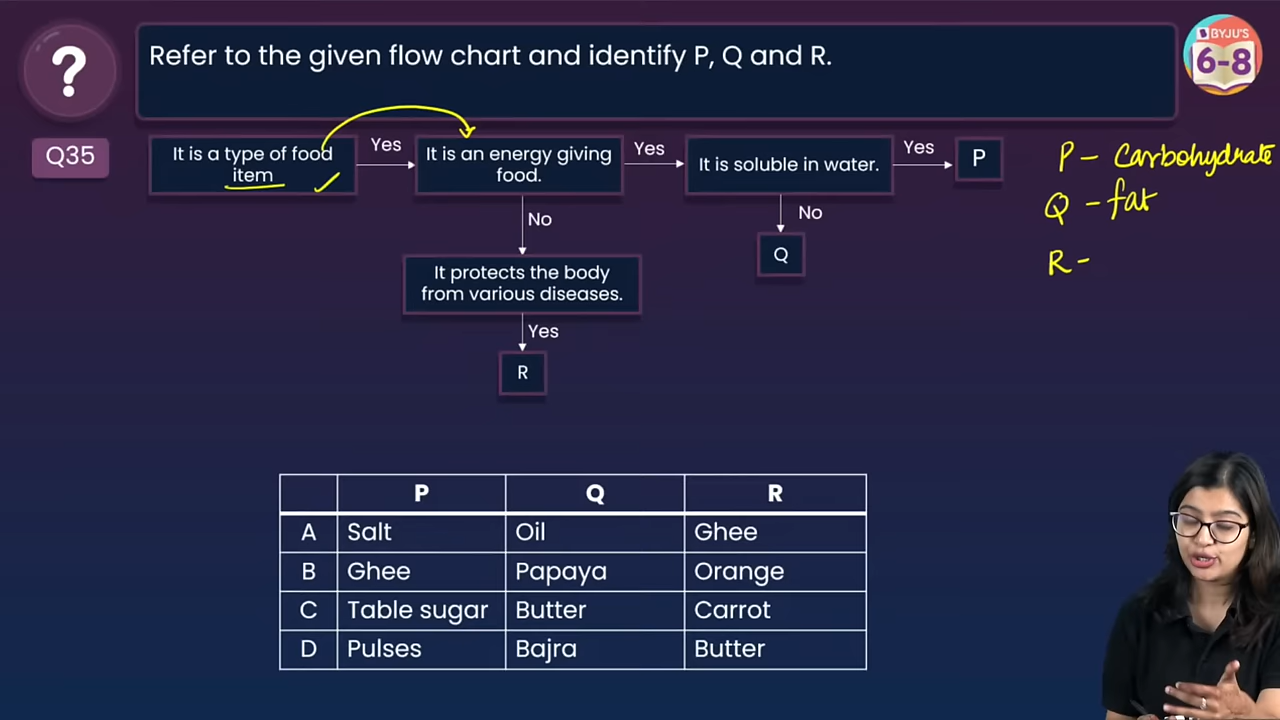 ?
Refer to the given flow chart and identify P, Q and R.
BYJU'S
6-8
Q35
It is a type of food
item
Yes
It is an energy giving
food.
Yes
It is soluble in water.
Yes
P
P - Carbohydrate
Q - fat
R -
No
No
Q
It protects the body
from various diseases.
Yes
R
P Q R
A Salt Oil Ghee
B Ghee Papaya Orange
C Table sugar Butter Carrot
D Pulses Bajra Butter